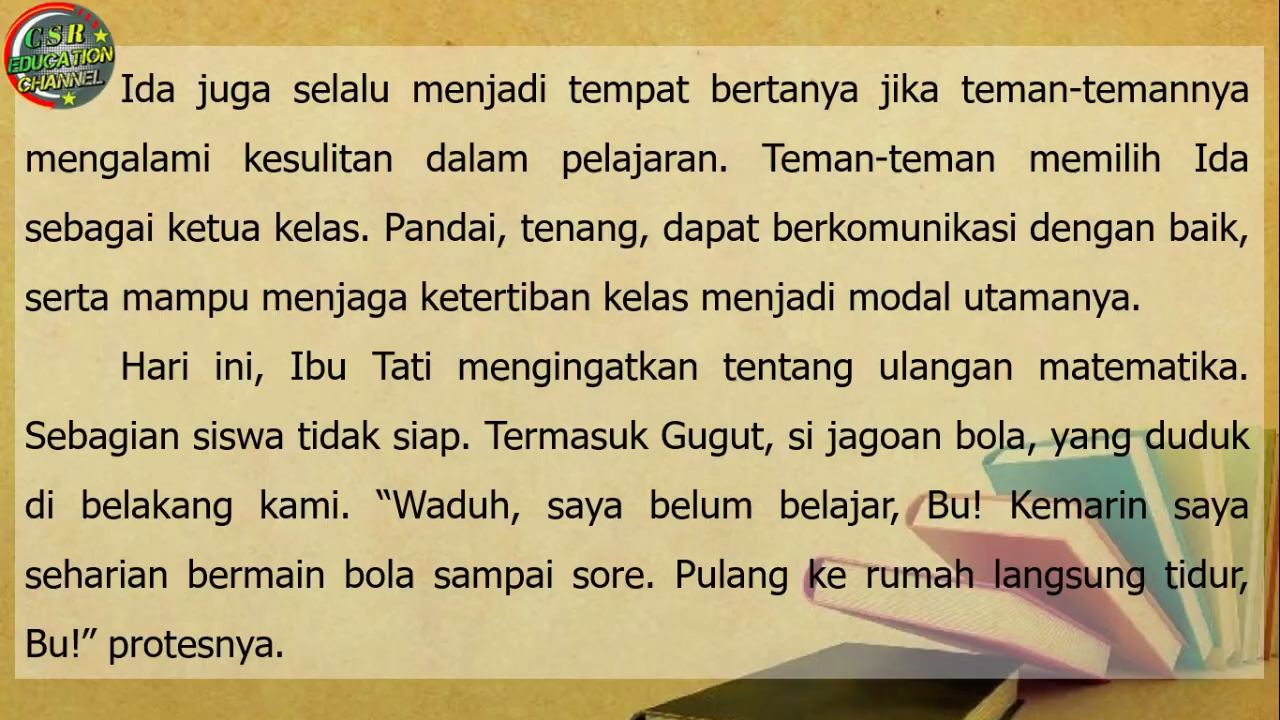 CSR
EDUCATION
CHANNEL
Ida juga selalu menjadi tempat bertanya jika teman-temannya
mengalami kesulitan dalam pelajaran. Teman-teman memilih Ida
sebagai ketua kelas. Pandai, tenang, dapat berkomunikasi dengan baik,
serta mampu menjaga ketertiban kelas menjadi modal utamanya.
Hari ini, Ibu Tati mengingatkan tentang ulangan matematika.
Sebagian siswa tidak siap. Termasuk Gugut, si jagoan bola, yang duduk
di belakang kami. “Waduh, saya belum belajar, Bu! Kemarin saya
seharian bermain bola sampai sore. Pulang ke rumah langsung tidur,
Bu!” protesnya.